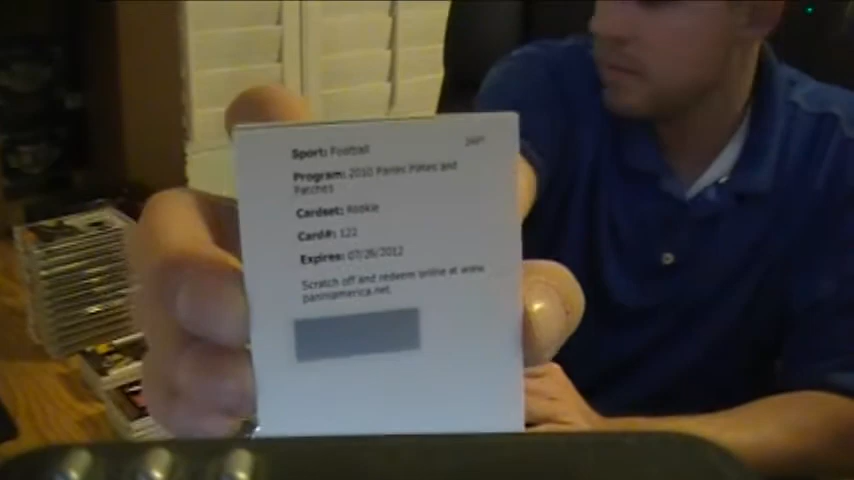 Sport: Football
Program: 2010 Panini Plates and
Patches
Cardset: Rookie
Card#: 122
Expires: 07/26/2012
Scratch off and redeem online at www.
paniniamerica.net.